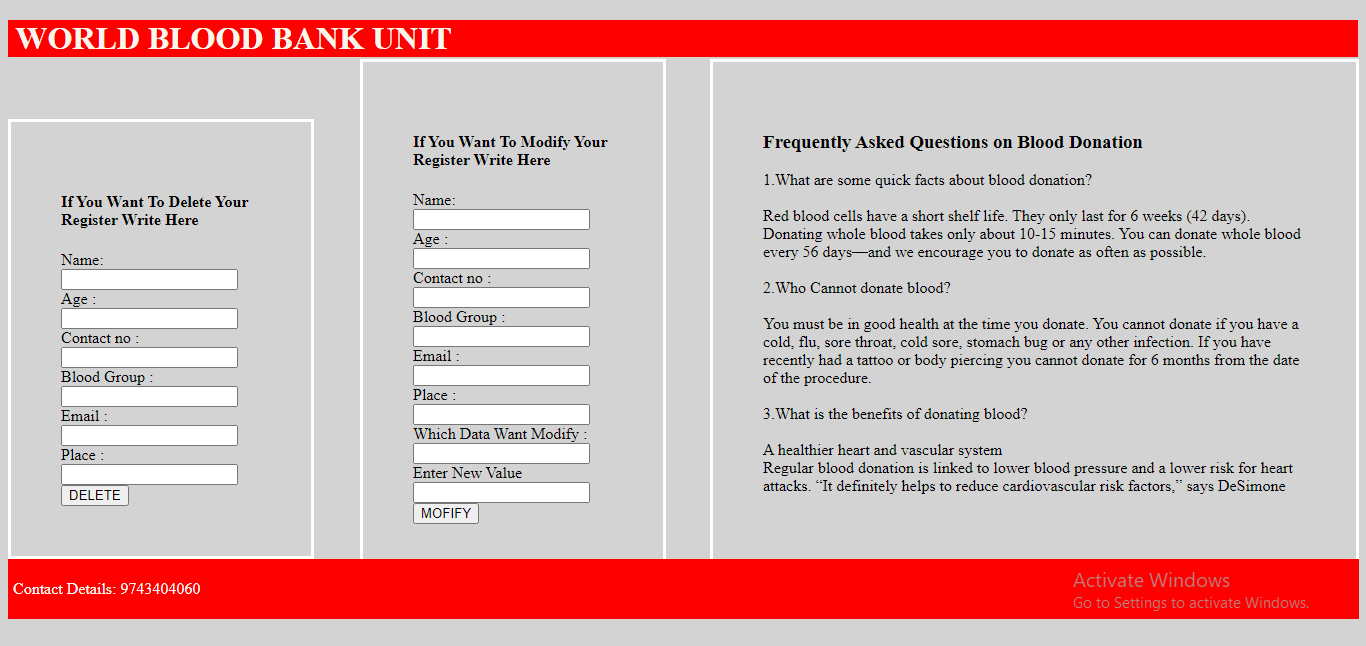 WORLD BLOOD BANK UNIT
If You Want To Delete Your
Register Write Here
Name:
Age :
Contact no :
Blood Group :
Email :
Place :
DELETE
If You Want To Modify Your
Register Write Here
Name:
Age :
Contact no :
Blood Group :
Email :
Place :
Which Data Want Modify :
Enter New Value
MOFIFY
Frequently Asked Questions on Blood Donation
1.What are some quick facts about blood donation?
Red blood cells have a short shelf life. They only last for 6 weeks (42 days).
Donating whole blood takes only about 10-15 minutes. You can donate whole blood
every 56 days—and we encourage you to donate as often as possible.
2.Who Cannot donate blood?
You must be in good health at the time you donate. You cannot donate if you have a
cold, flu, sore throat, cold sore, stomach bug or any other infection. If you have
recently had a tattoo or body piercing you cannot donate for 6 months from the date
of the procedure.
3.What is the benefits of donating blood?
A healthier heart and vascular system
Regular blood donation is linked to lower blood pressure and a lower risk for heart
attacks. “It definitely helps to reduce cardiovascular risk factors,” says DeSimone
Contact Details: 9743404060
Activate Windows
Go to Settings to activate Windows.